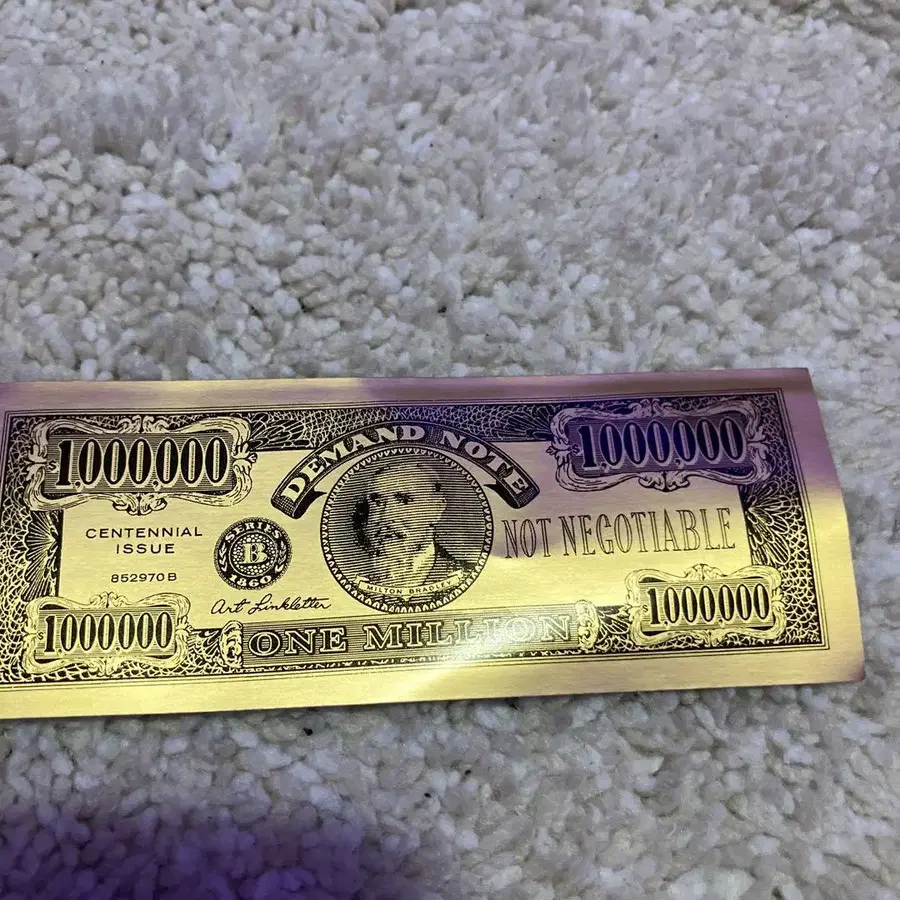 DEMAND NOTE
$1,000,000
1,000,000
CENTENNIAL
ISSUE
852970 B
SERIES
B
1860
MILTON BRADLEY
NOT NEGOTIABLE
Art Linkletter
$1,000,000
ONE MILLION
1,000,000